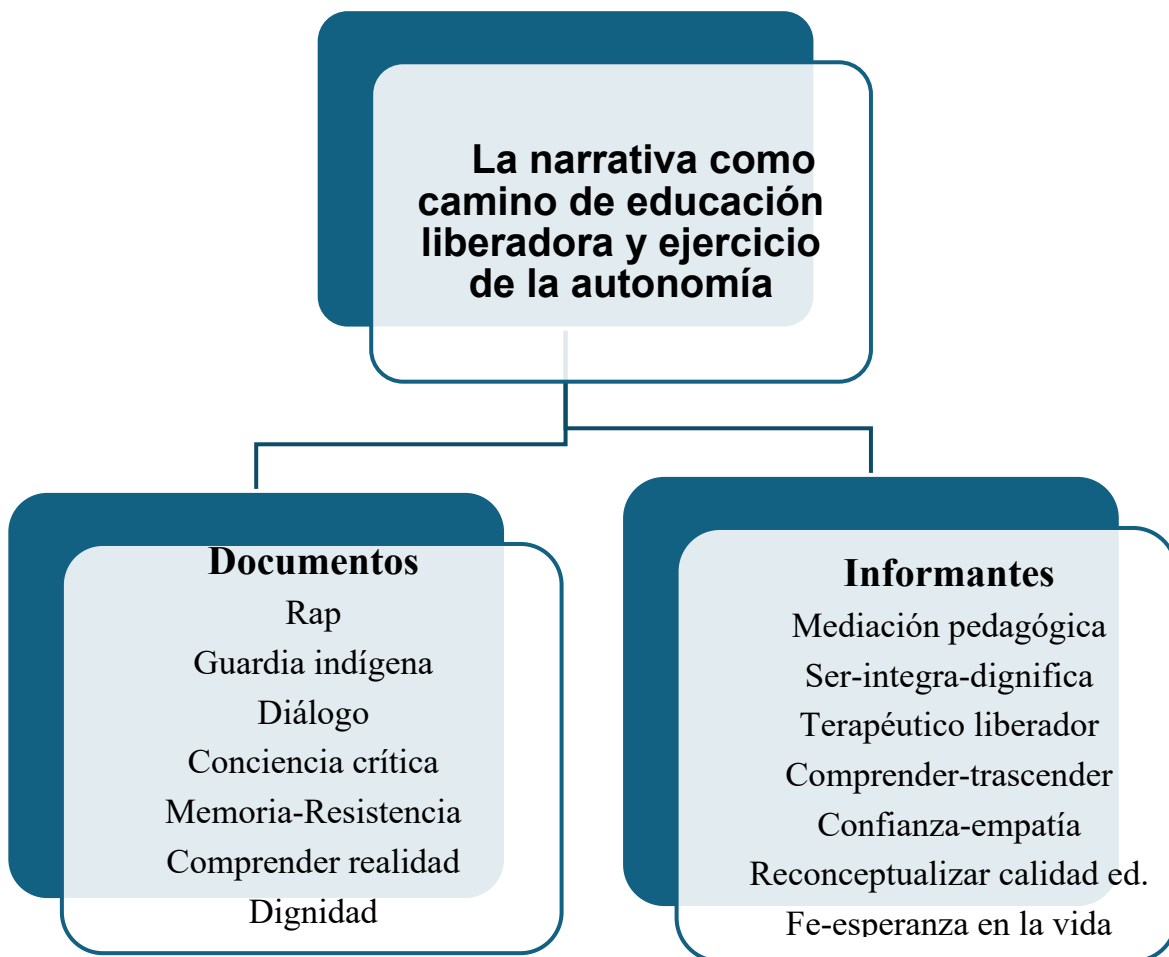 La narrativa como
camino de educación
liberadora y ejercicio
de la autonomía
Documentos
Rap
Guardia indígena
Diálogo
Conciencia crítica
Memoria-Resistencia
Comprender realidad
Dignidad
Informantes
Mediación pedagógica
Ser-integra-dignifica
Terapéutico liberador
Comprender-trascender
Confianza-empatía
Reconceptualizar calidad ed.
Fe-esperanza en la vida